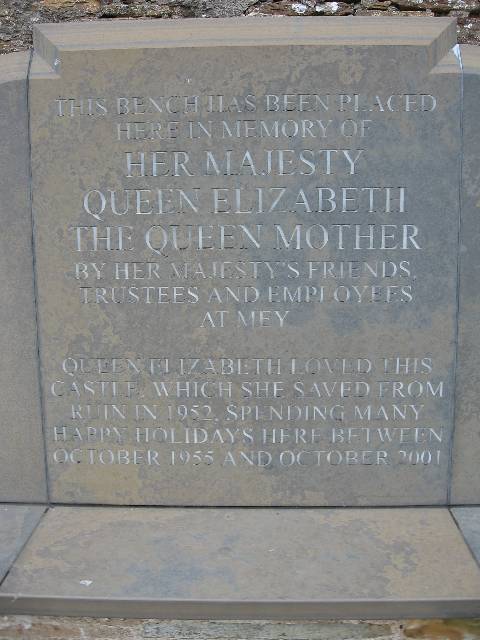 THIS BENCH HAS BEEN PLACED
HERE IN MEMORY OF
HER MAJESTY
QUEEN ELIZABETH
THE QUEEN MOTHER
BY HER MAJESTY'S FRIENDS,
TRUSTEES AND EMPLOYEES
AT MEY
QUEEN ELIZABETH LOVED THIS
CASTLE, WHICH SHE SAVED FROM
RUIN IN 1952, SPENDING MANY
HAPPY HOLIDAYS HERE BETWEEN
OCTOBER 1955 AND OCTOBER 2001